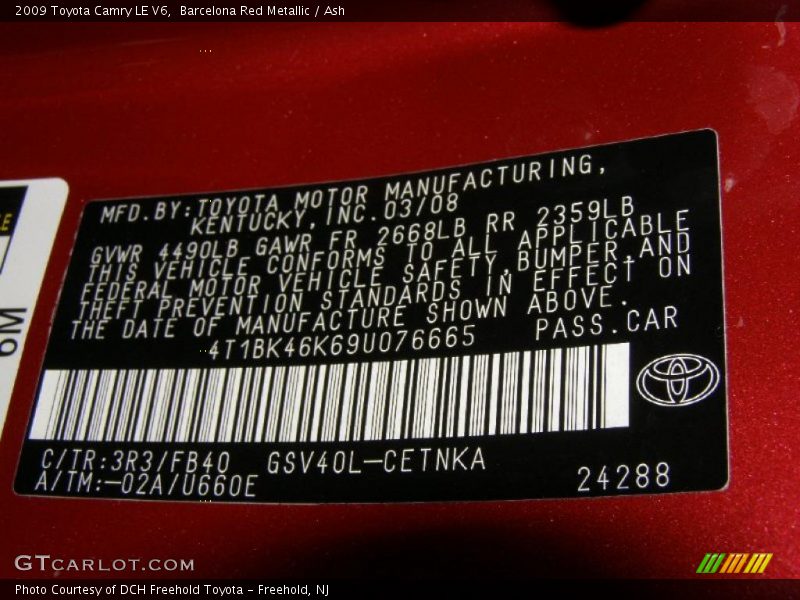 2009 Toyota Camry LE V6,  Barcelona Red Metallic / Ash
MFD.BY:TOYOTA MOTOR MANUFACTURING,
KENTUCKY,INC.03/08
GVWR 4490LB GAWR FR 2668LB RR 2359LB
THIS VEHICLE CONFORMS TO ALL APPLICABLE
FEDERAL MOTOR VEHICLE SAFETY,BUMPER,AND
THEFT PREVENTION STANDARDS IN EFFECT ON
THE DATE OF MANUFACTURE SHOWN ABOVE.
4T1BK46K69U076665 PASS.CAR
C/TR:3R3/FB40 GSV40L-CETNKA
A/TM:-02A/U660E 24288
6M
GTCARLOT.COM
Photo Courtesy of DCH Freehold Toyota - Freehold, NJ